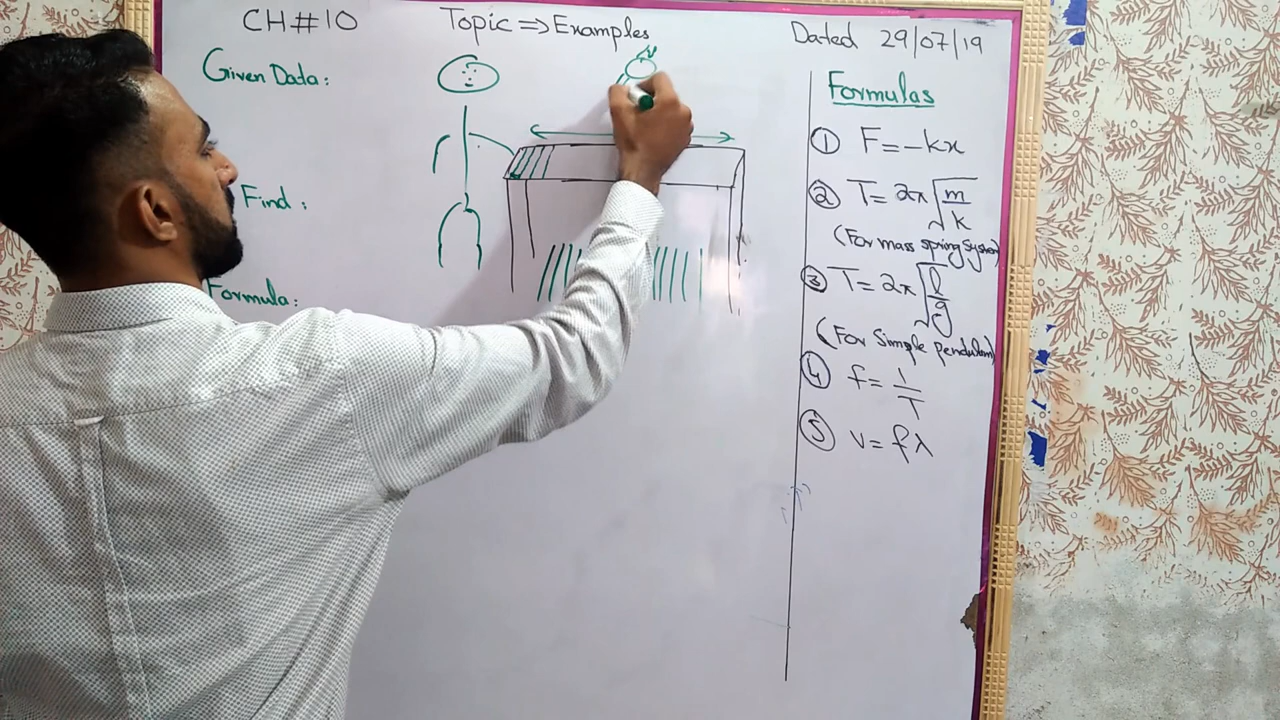 CH#10
Topic ⇒ Examples
Dated 29/07/19
Given Data:
Find :
Formula:
Formulas
① F = -kx
② T = 2π√(m/k)
(For mass spring System)
③ T = 2π√(l/g)
(For Simple pendulum)
④ f = 1/T
⑤ v = fλ